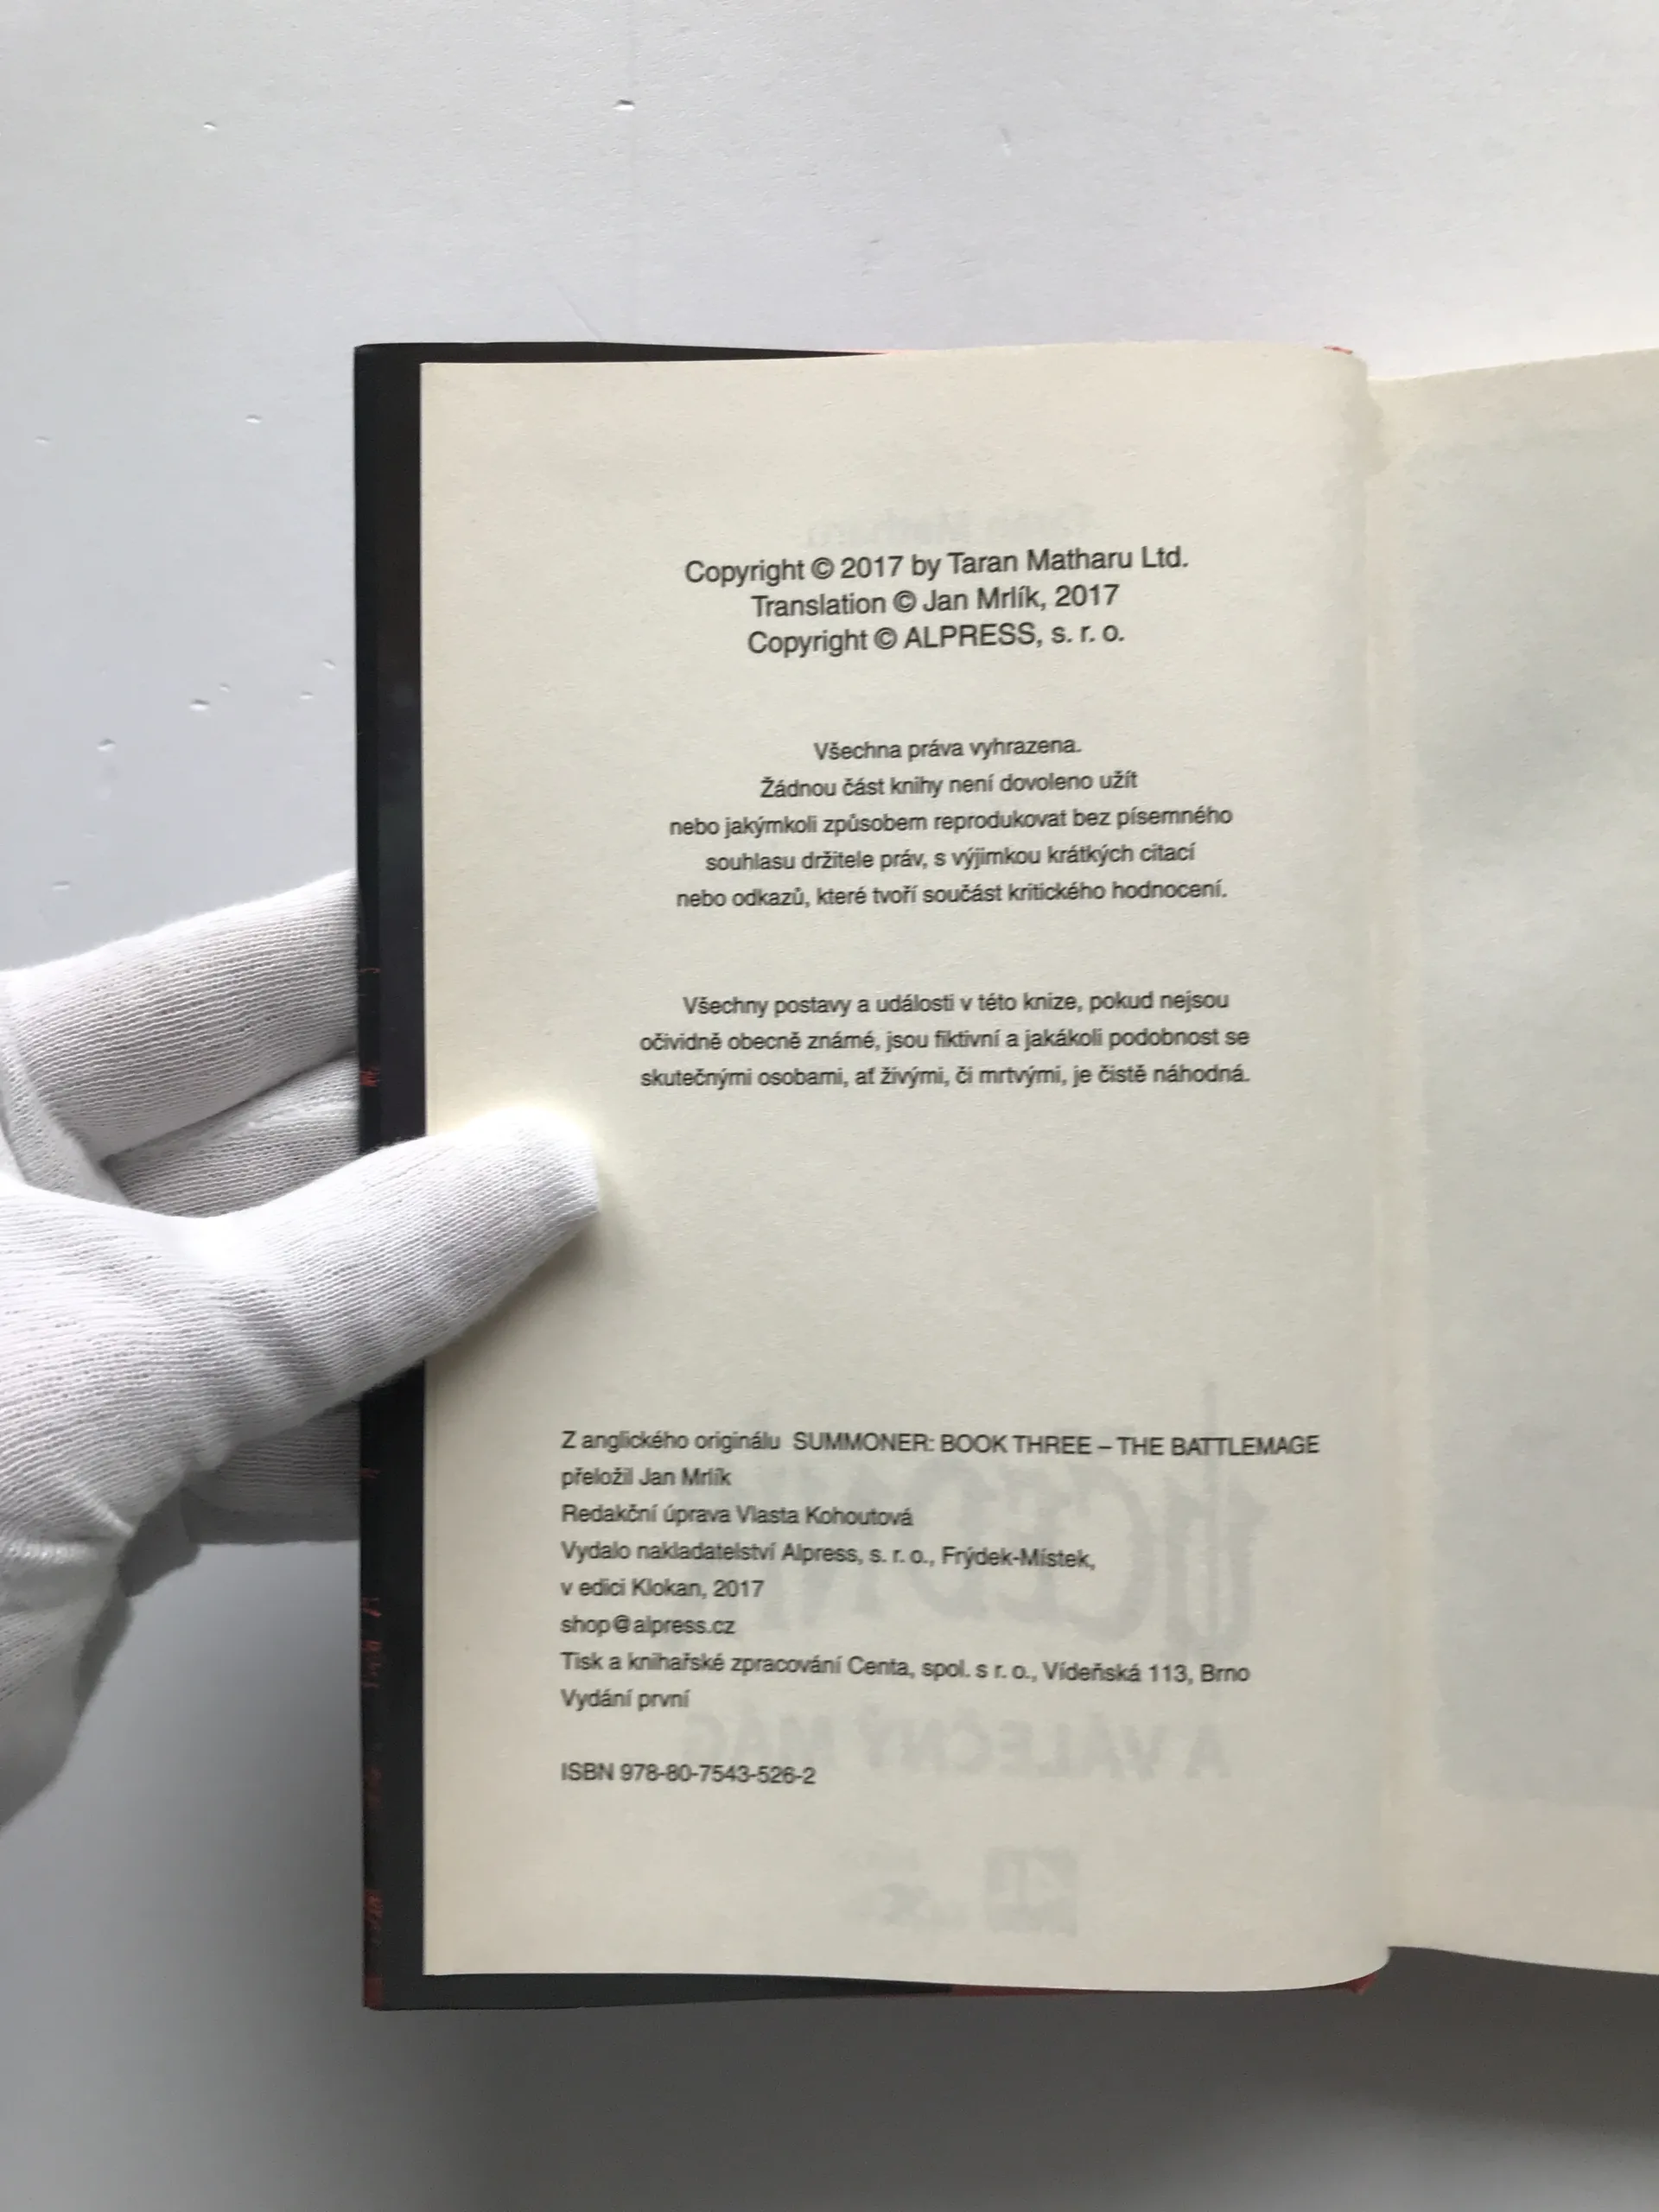 Copyright © 2017 by Taran Matharu Ltd.
Translation © Jan Mrlík, 2017
Copyright © ALPRESS, s. r. o.
Všechna práva vyhrazena.
Žádnou část knihy není dovoleno užít
nebo jakýmkoli způsobem reprodukovat bez písemného
souhlasu držitele práv, s výjimkou krátkých citací
nebo odkazů, které tvoří součást kritického hodnocení.
Všechny postavy a události v této knize, pokud nejsou
očividně obecně známé, jsou fiktivní a jakákoli podobnost se
skutečnými osobami, ať živými, či mrtvými, je čistě náhodná.
Z anglického originálu SUMMONER: BOOK THREE – THE BATTLEMAGE
přeložil Jan Mrlík
Redakční úprava Vlasta Kohoutová
Vydalo nakladatelství Alpress, s. r. o., Frýdek-Místek,
v edici Klokan, 2017
shop@alpress.cz
Tisk a knihařské zpracování Centa, spol. s r. o., Vídeňská 113, Brno
Vydání první
A VÁLEČNÝ MÁG
ISBN 978-80-7543-526-2